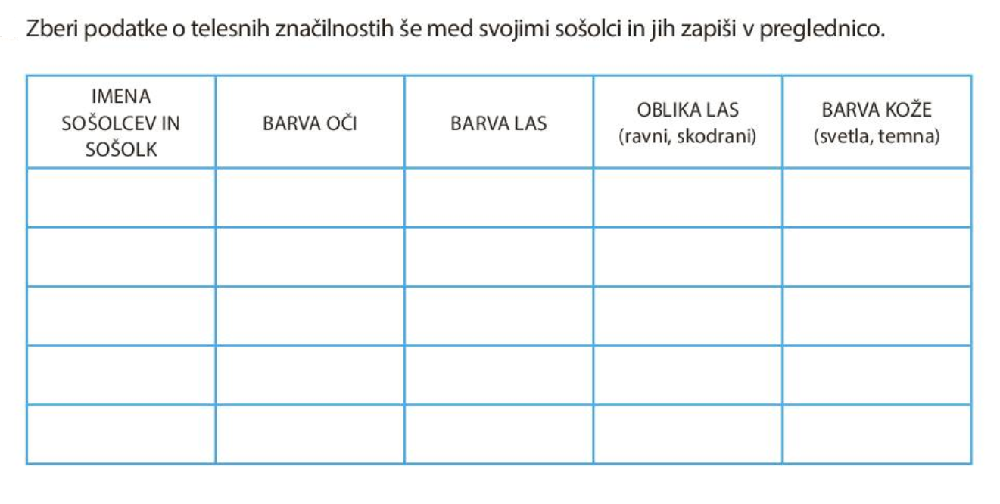 Zberi podatke o telesnih značilnostih še med svojimi sošolci in jih zapiši v preglednico.
IMENA
SOŠOLCEV IN
SOŠOLK
BARVA OČI
BARVA LAS
OBLIKA LAS
(ravni, skodrani)
BARVA KOŽE
(svetla, temna)